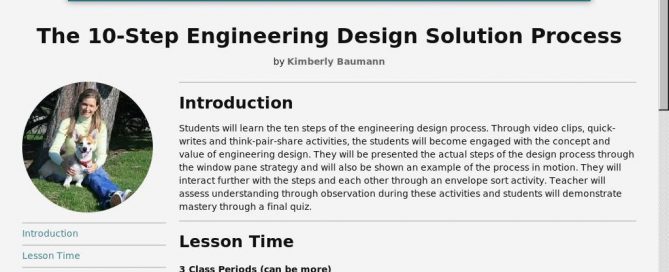 The 10-Step Engineering Design Solution Process
by Kimberly Baumann
Introduction
Students will learn the ten steps of the engineering design process. Through video clips, quick-
writes and think-pair-share activities, the students will become engaged with the concept and
value of engineering design. They will be presented the actual steps of the design process through
the window pane strategy and will also be shown an example of the process in motion. They will
interact further with the steps and each other through an envelope sort activity. Teacher will
assess understanding through observation during these activities and students will demonstrate
mastery through a final quiz.
Introduction
Lesson Time
Lesson Time
3 Class Periods (can be more)